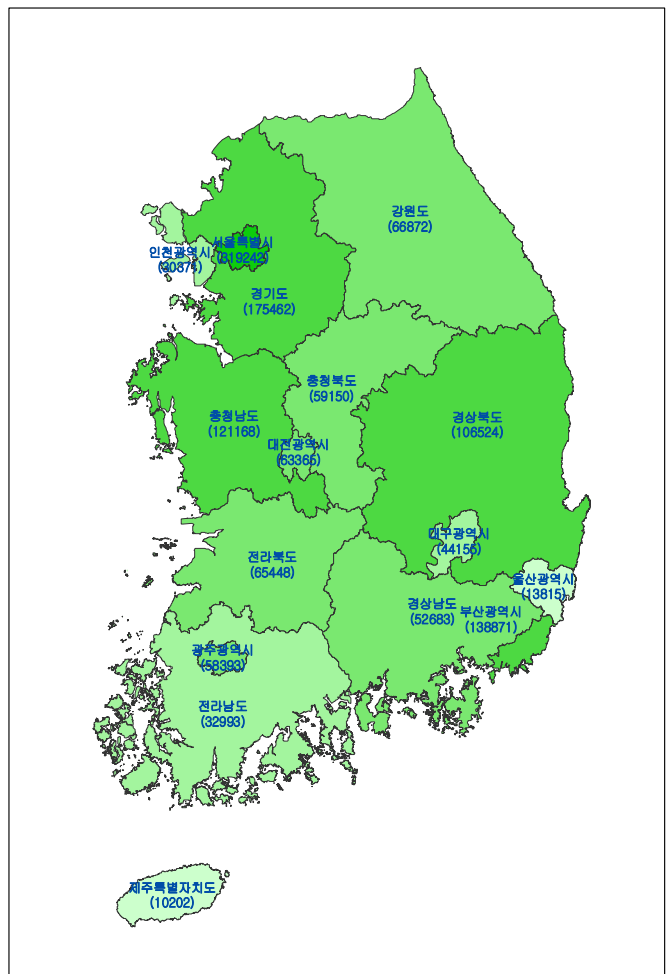 강원도
(66872)
서울특별시
(319242)
인천광역시
경기도
(175462)
충청북도
(59150)
충청남도
(121168)
경상북도
(106524)
대전광역시
(63365)
대구광역시
(44155)
전라북도
(65448)
울산광역시
(13815)
경상남도
(52683)
부산광역시
(138871)
광주광역시
(58393)
전라남도
(32993)
제주특별자치도
(10202)